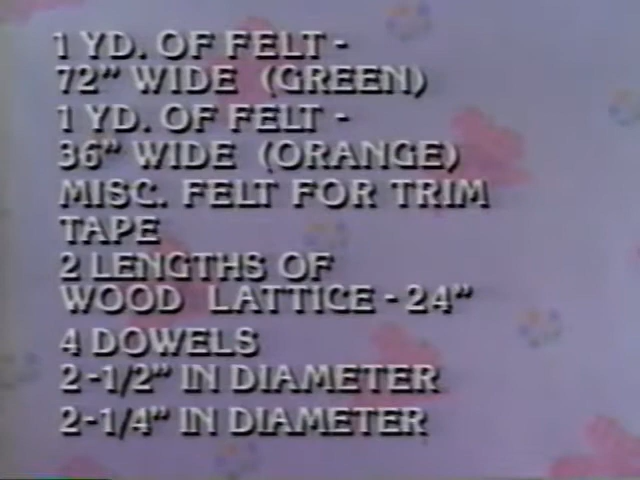 1 YD. OF FELT -
72" WIDE (GREEN)
1 YD. OF FELT -
36" WIDE (ORANGE)
MISC. FELT FOR TRIM
TAPE
2 LENGTHS OF
WOOD LATTICE - 24"
4 DOWELS
2 -1/2" IN DIAMETER
2-1/4" IN DIAMETER